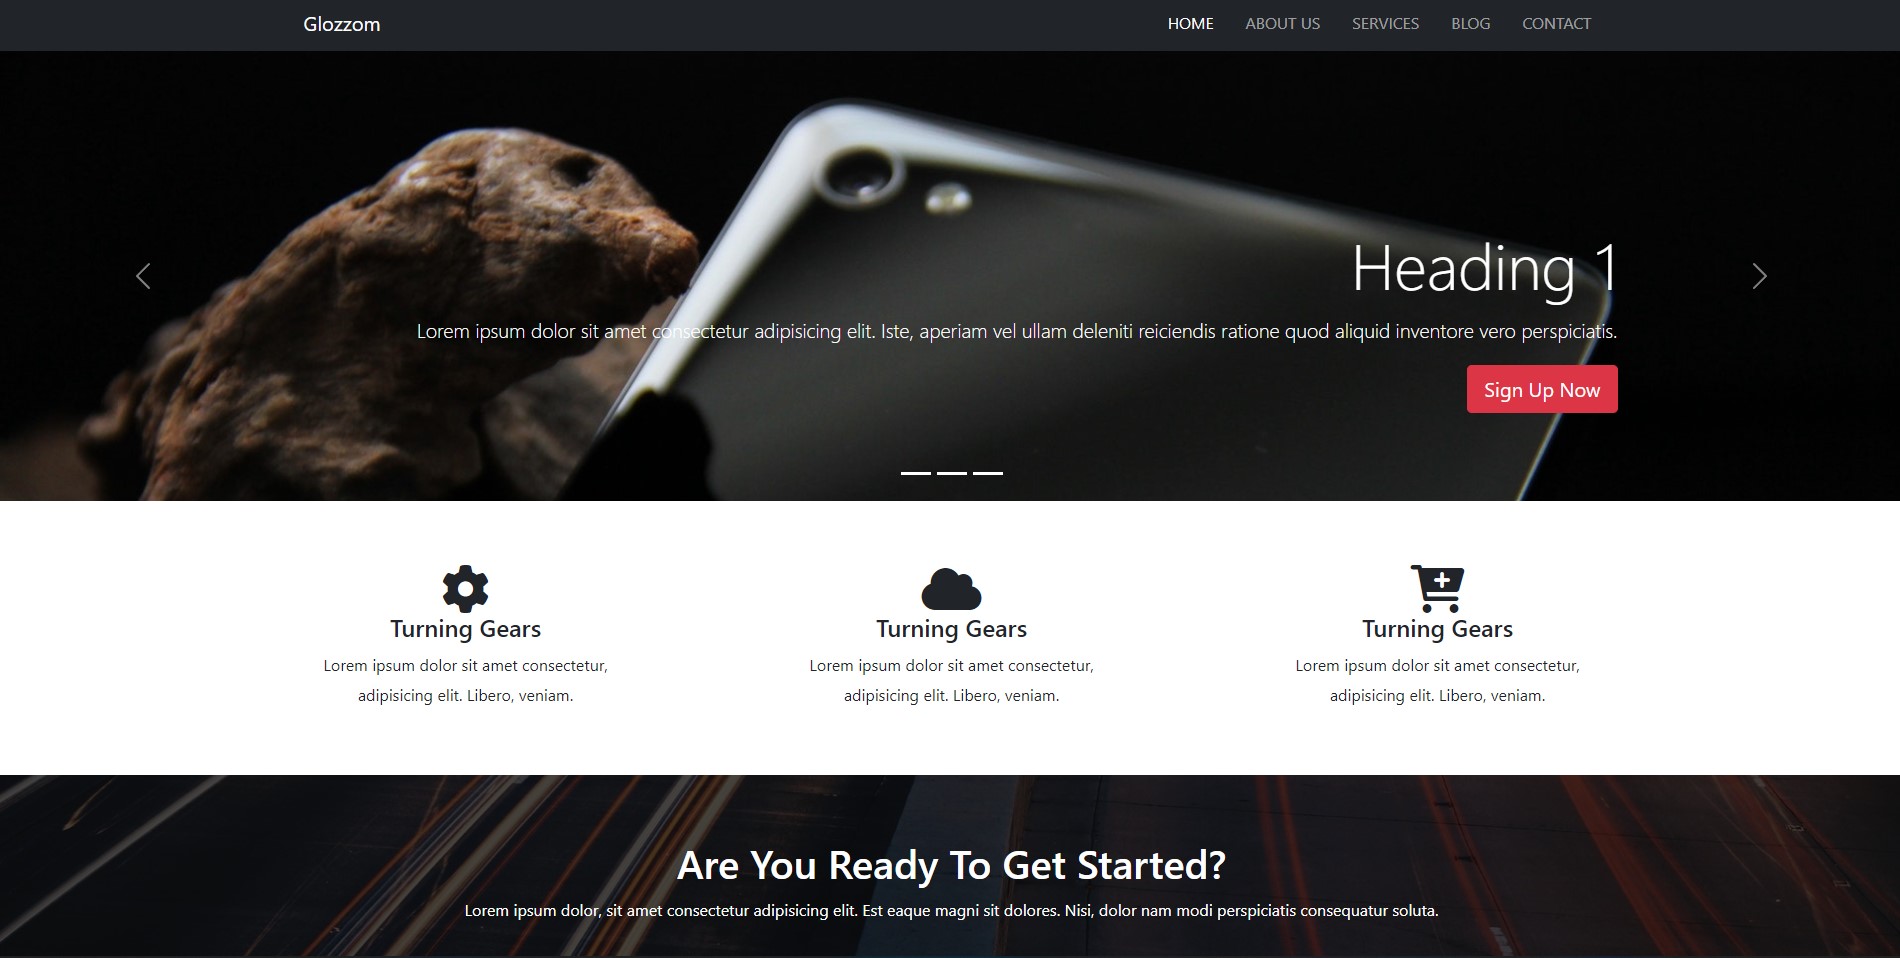 Glozzom
HOME ABOUT US SERVICES BLOG CONTACT
Heading 1
Lorem ipsum dolor sit amet consectetur adipisicing elit. Iste, aperiam vel ullam deleniti reiciendis ratione quod aliquid inventore vero perspiciatis.
Sign Up Now
Turning Gears
Lorem ipsum dolor sit amet consectetur,
adipisicing elit. Libero, veniam.
Turning Gears
Lorem ipsum dolor sit amet consectetur,
adipisicing elit. Libero, veniam.
Turning Gears
Lorem ipsum dolor sit amet consectetur,
adipisicing elit. Libero, veniam.
Are You Ready To Get Started?
Lorem ipsum dolor, sit amet consectetur adipisicing elit. Est eaque magni sit dolores. Nisi, dolor nam modi perspiciatis consequatur soluta.